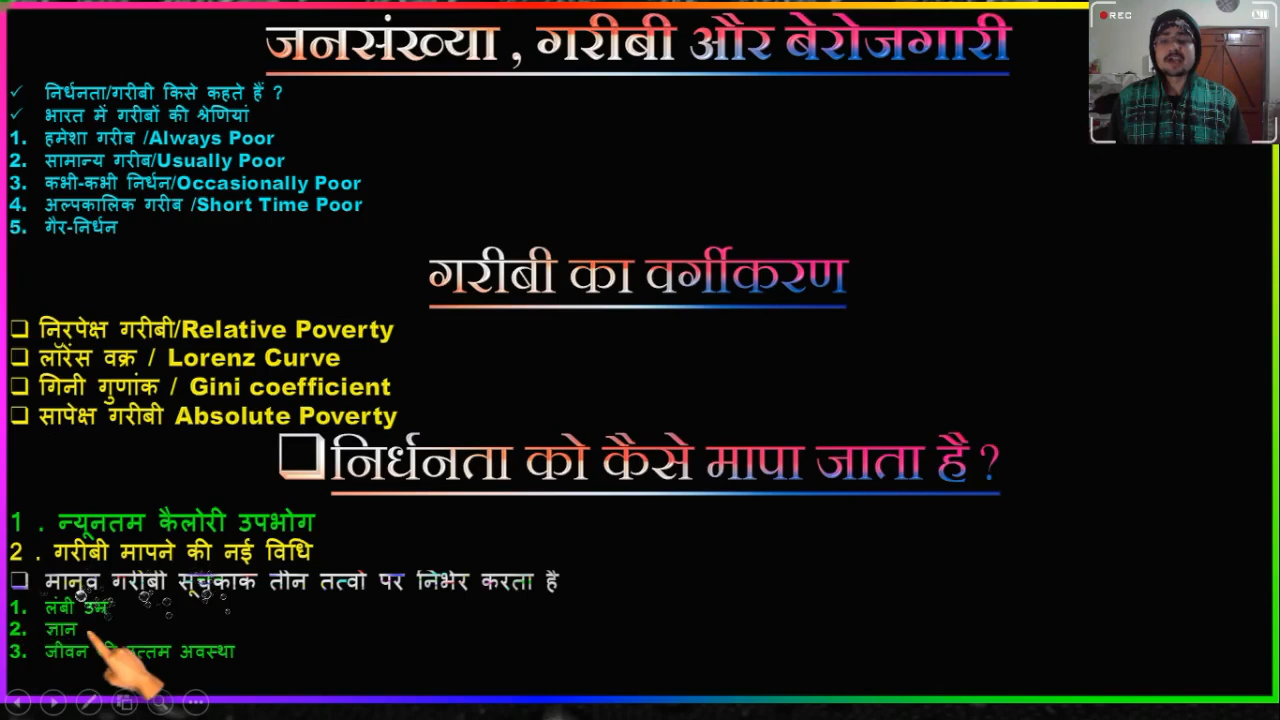 जनसंख्या , गरीबी और बेरोजगारी
REC
✓ निर्धनता/गरीबी किसे कहते हैं ?
✓ भारत में गरीबों की श्रेणियां
1. हमेशा गरीब /Always Poor
2. सामान्य गरीब/Usually Poor
3. कभी-कभी निर्धन/Occasionally Poor
4. अल्पकालिक गरीब /Short Time Poor
5. गैर-निर्धन
गरीबी का वर्गीकरण
❑ निरपेक्ष गरीबी/Relative Poverty
❑ लॉरेंस वक्र / Lorenz Curve
❑ गिनी गुणांक / Gini coefficient
❑ सापेक्ष गरीबी Absolute Poverty
❑निर्धनता को कैसे मापा जाता है ?
1 . न्यूनतम कैलोरी उपभोग
2 . गरीबी मापने की नई विधि
❑ मानव गरीबी सूचकांक तीन तत्वों पर निर्भर करता है
1. लंबी उम्र
2. ज्ञान
3. जीवन अवस्था